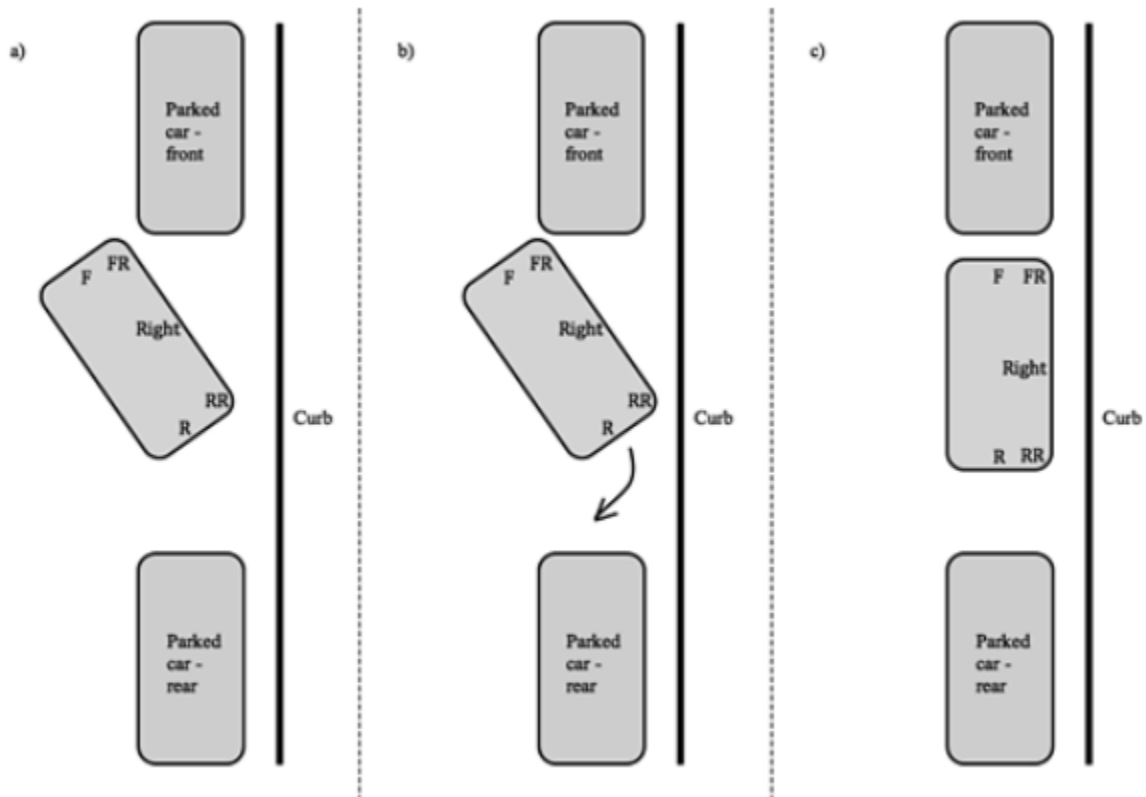 a)
Parked
car -
front
F FR
Right
RR
R
Curb
Parked
car -
rear
b)
Parked
car -
front
F FR
Right
RR
R
Curb
Parked
car -
rear
c)
Parked
car -
front
F FR
Right
R RR
Curb
Parked
car -
rear